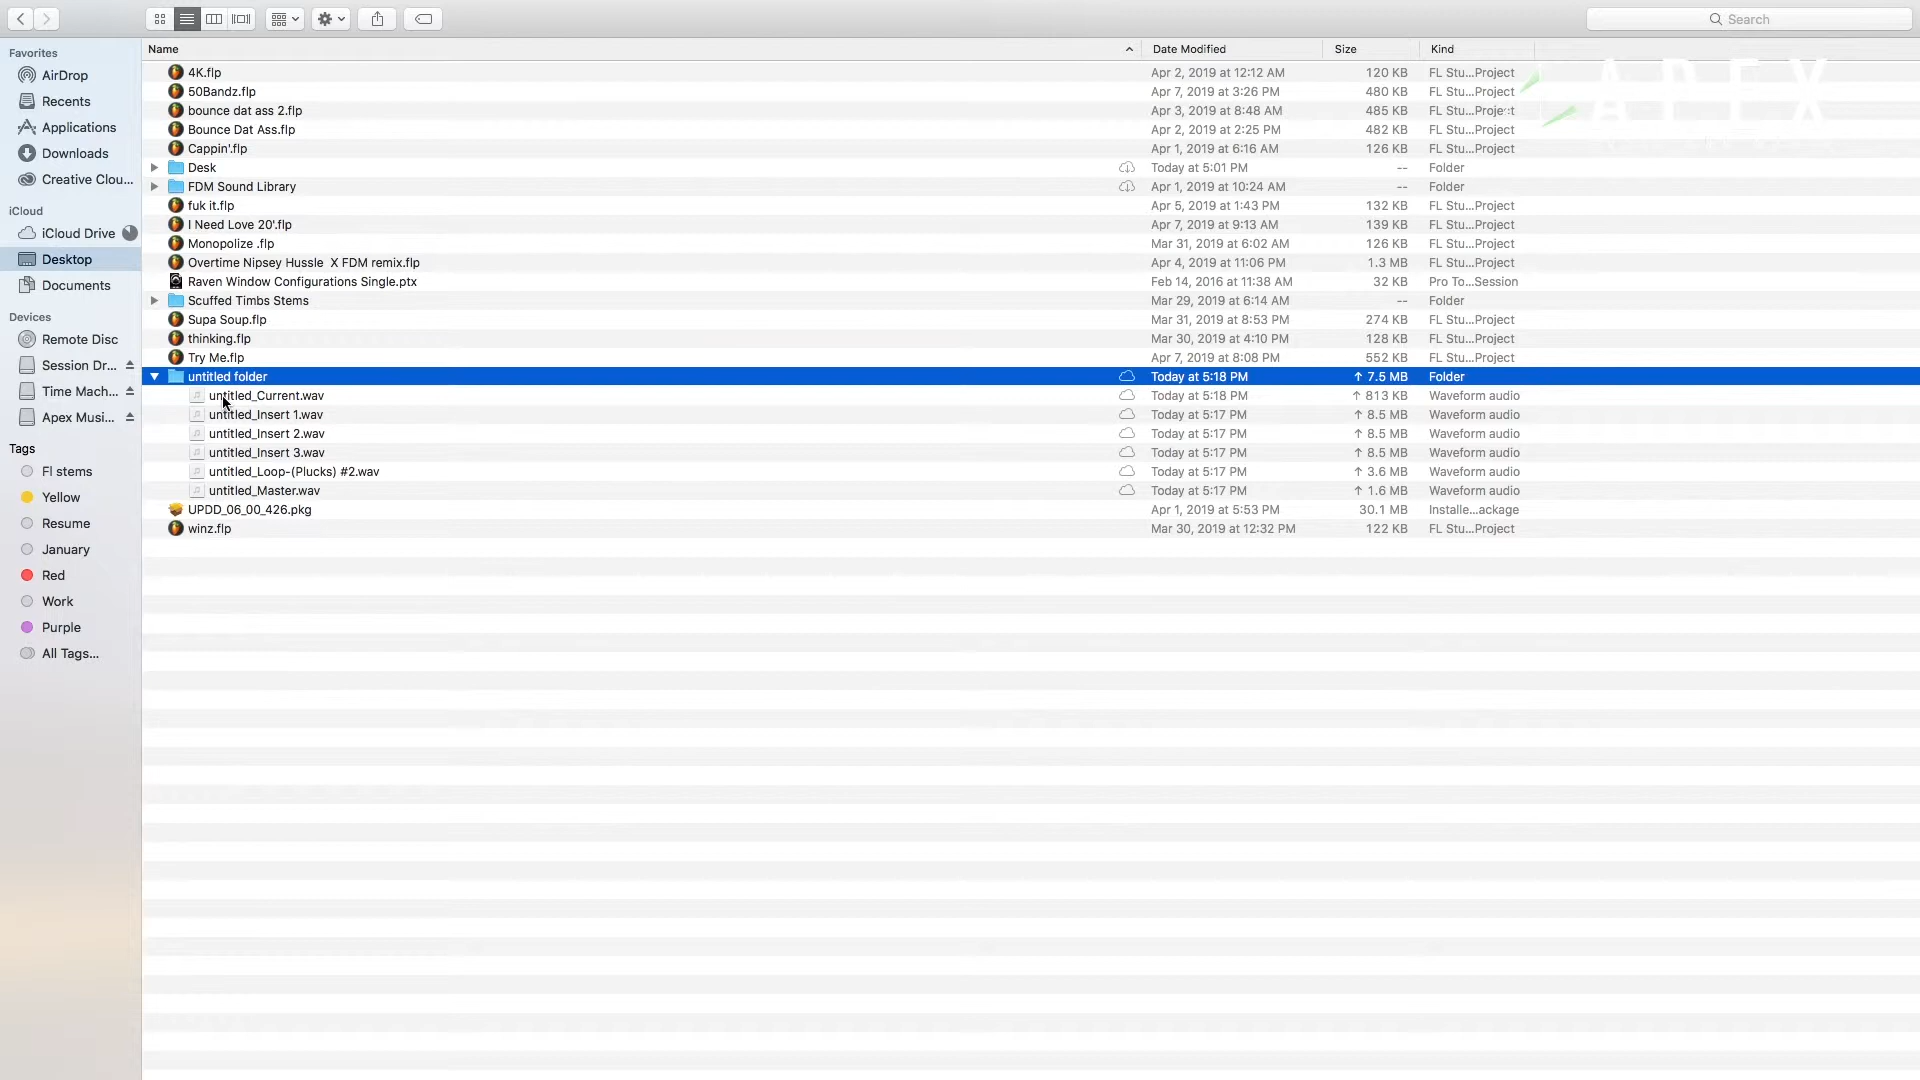 Search
Favorites
AirDrop
Recents
Applications
Downloads
Creative Clou...
iCloud
iCloud Drive
Desktop
Documents
Devices
Remote Disc
Session Dr...
Time Mach...
Apex Musi...
Tags
Fl stems
Yellow
Resume
January
Red
Work
Purple
All Tags...
Name Date Modified Size Kind
4K.flp Apr 2, 2019 at 12:12 AM 120 KB FL Stu...Project
50Bandz.flp Apr 7, 2019 at 3:26 PM 480 KB FL Stu...Project
bounce dat ass 2.flp Apr 3, 2019 at 8:48 AM 485 KB FL Stu...Project
Bounce Dat Ass.flp Apr 2, 2019 at 2:25 PM 482 KB FL Stu...Project
Cappin'.flp Apr 1, 2019 at 6:16 AM 126 KB FL Stu...Project
Desk Today at 5:01 PM -- Folder
FDM Sound Library Apr 1, 2019 at 10:24 AM -- Folder
fuk it.flp Apr 5, 2019 at 1:43 PM 132 KB FL Stu...Project
I Need Love 20'.flp Apr 7, 2019 at 9:13 AM 139 KB FL Stu...Project
Monopolize .flp Mar 31, 2019 at 6:02 AM 126 KB FL Stu...Project
Overtime Nipsey Hussle X FDM remix.flp Apr 4, 2019 at 11:06 PM 1.3 MB FL Stu...Project
Raven Window Configurations Single.ptx Feb 14, 2016 at 11:38 AM 32 KB Pro To...Session
Scuffed Timbs Stems Mar 29, 2019 at 6:14 AM -- Folder
Supa Soup.flp Mar 31, 2019 at 8:53 PM 274 KB FL Stu...Project
thinking.flp Mar 30, 2019 at 4:10 PM 128 KB FL Stu...Project
Try Me.flp Apr 7, 2019 at 8:08 PM 552 KB FL Stu...Project
untitled folder Today at 5:18 PM ↑ 7.5 MB Folder
untitled_Current.wav Today at 5:18 PM ↑ 813 KB Waveform audio
untitled_Insert 1.wav Today at 5:17 PM ↑ 8.5 MB Waveform audio
untitled_Insert 2.wav Today at 5:17 PM ↑ 8.5 MB Waveform audio
untitled_Insert 3.wav Today at 5:17 PM ↑ 8.5 MB Waveform audio
untitled_Loop-(Plucks) #2.wav Today at 5:17 PM ↑ 3.6 MB Waveform audio
untitled_Master.wav Today at 5:17 PM ↑ 1.6 MB Waveform audio
UPDD_06_00_426.pkg Apr 1, 2019 at 5:53 PM 30.1 MB Installe...ackage
winz.flp Mar 30, 2019 at 12:32 PM 122 KB FL Stu...Project
APEX